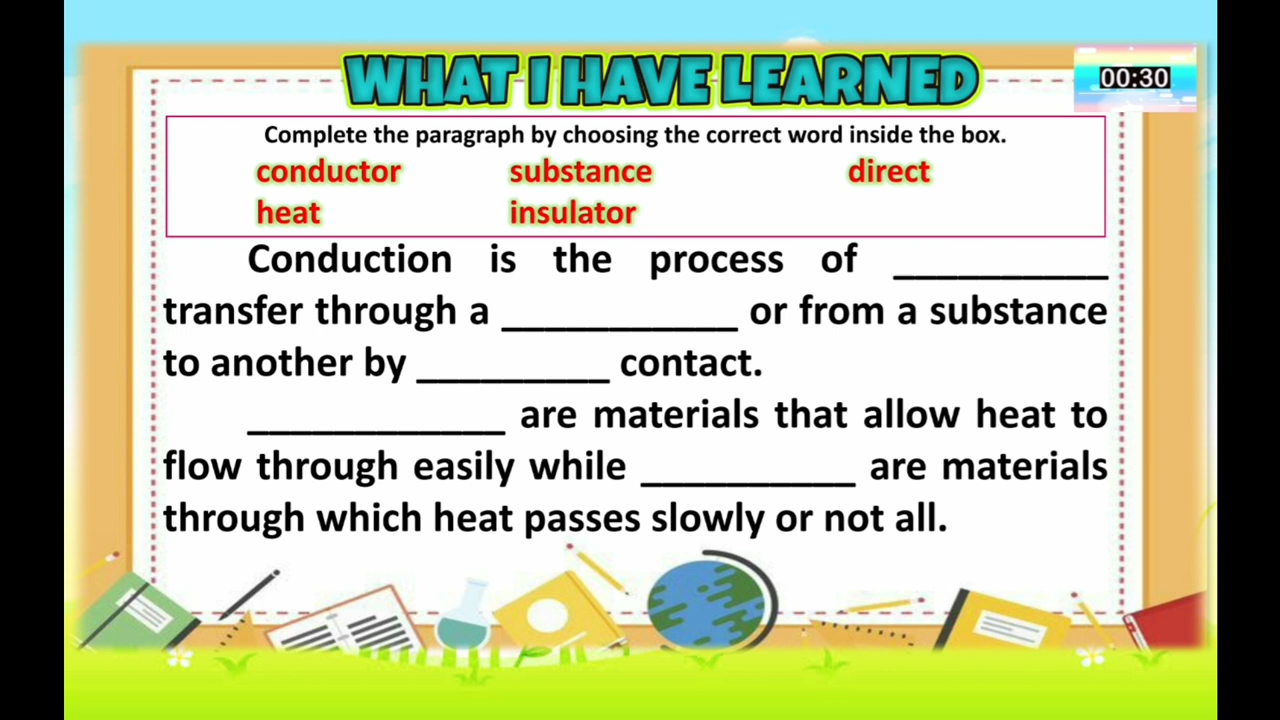 WHAT I HAVE LEARNED
00:30
Complete the paragraph by choosing the correct word inside the box.
conductor substance direct
heat insulator
Conduction is the process of __________
transfer through a ___________ or from a substance
to another by _________ contact.
____________ are materials that allow heat to
flow through easily while __________ are materials
through which heat passes slowly or not all.